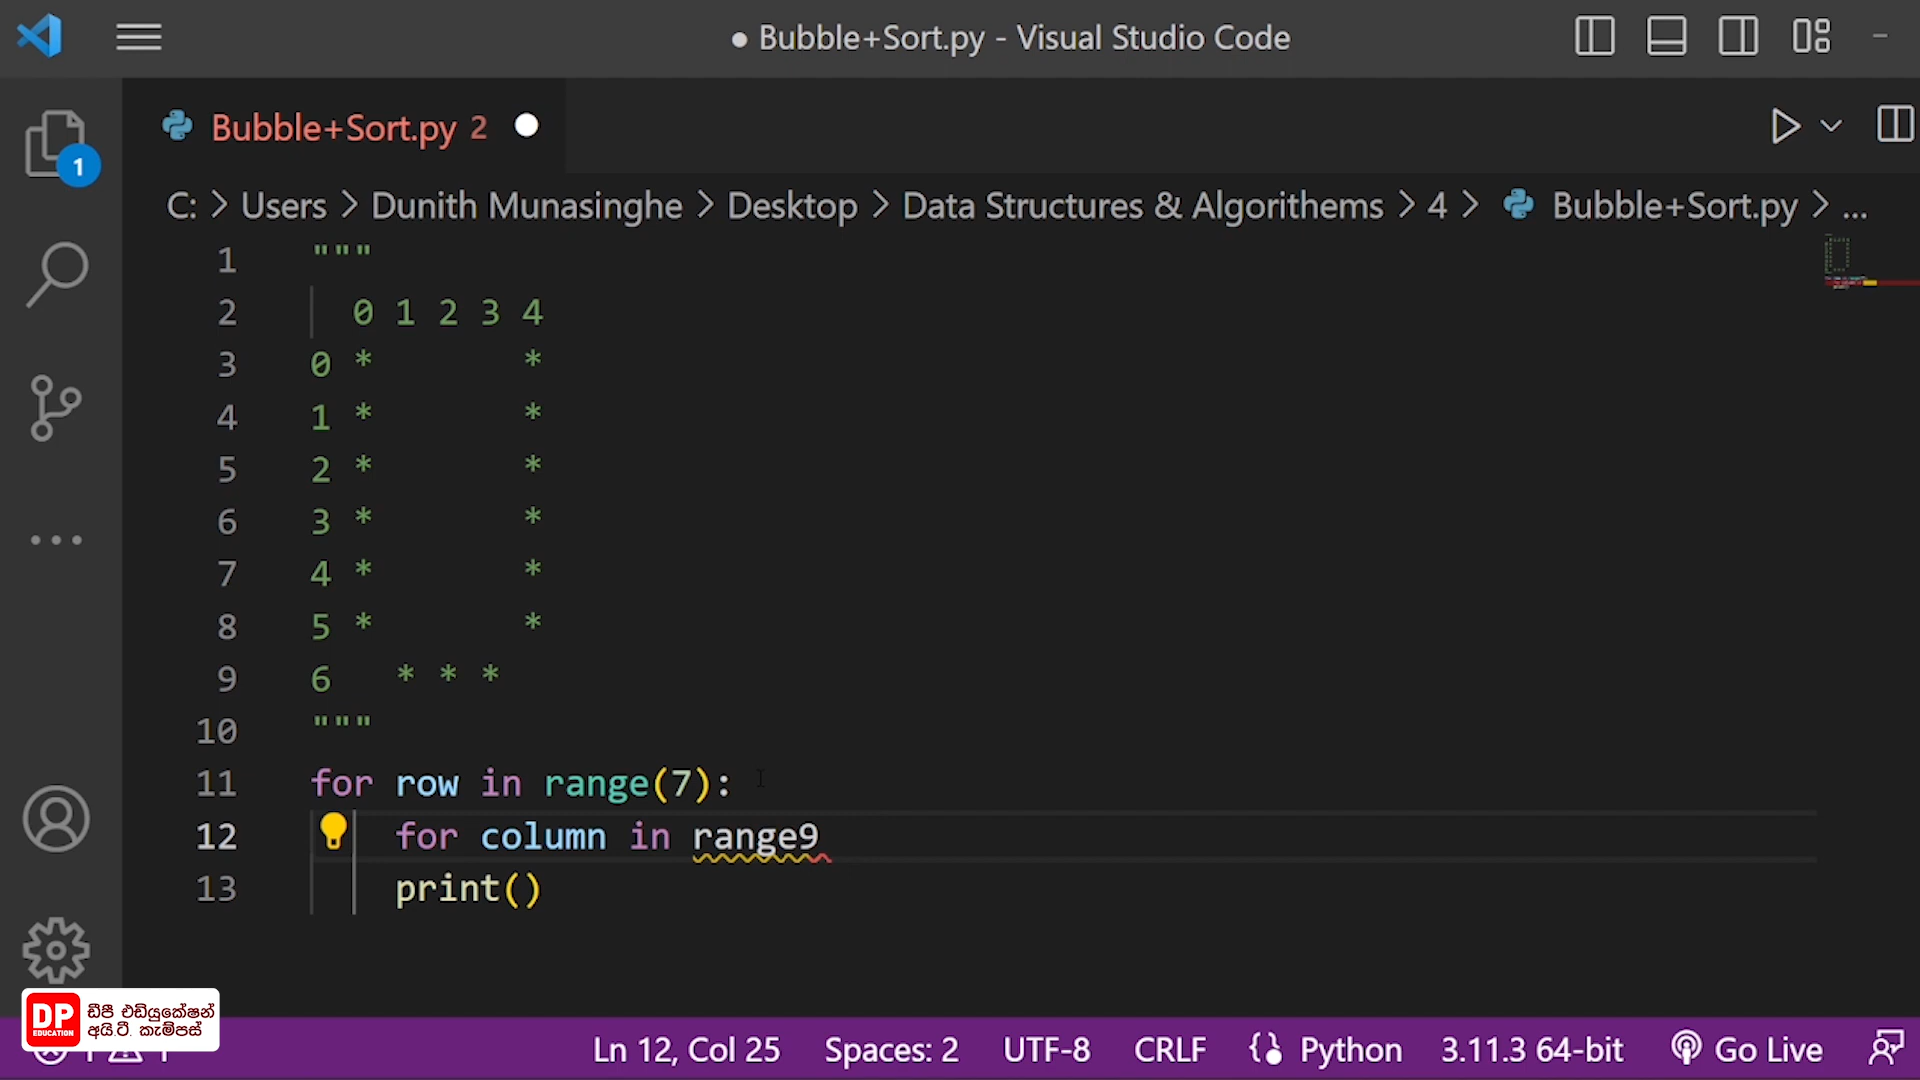 ● Bubble+Sort.py - Visual Studio Code
Bubble+Sort.py 2 ●
1
C: > Users > Dunith Munasinghe > Desktop > Data Structures & Algorithems > 4 > Bubble+Sort.py > ...
1 """
2 0 1 2 3 4
3 0 *       *
4 1 *       *
5 2 *       *
6 3 *       *
7 4 *       *
8 5 *       *
9 6   * * *
10 """
11 for row in range(7):
12     for column in range9
13     print()
DP EDUCATION
ඩීපී එඩියුකේෂන්
අයි.ටී. කැම්පස්
Ln 12, Col 25 Spaces: 2 UTF-8 CRLF Python 3.11.3 64-bit Go Live